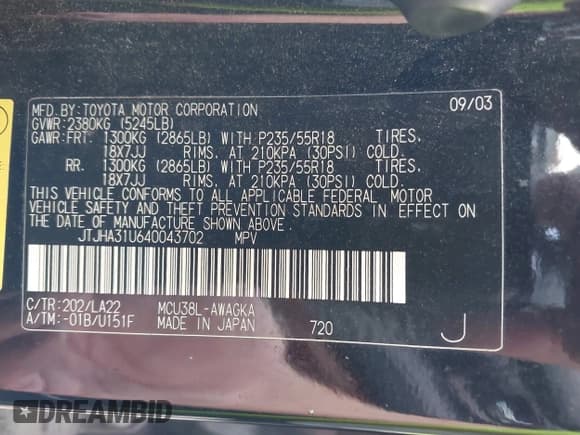 MFD.BY:TOYOTA MOTOR CORPORATION 09/03
GVWR:2380KG (5245LB)
GAWR:FRT. 1300KG (2865LB) WITH P235/55R18 TIRES,
18X7JJ RIMS, AT 210KPA (30PSI) COLD.
RR. 1300KG (2865LB) WITH P235/55R18 TIRES,
18X7JJ RIMS, AT 210KPA (30PSI) COLD.
THIS VEHICLE CONFORMS TO ALL APPLICABLE FEDERAL MOTOR
VEHICLE SAFETY AND THEFT PREVENTION STANDARDS IN EFFECT ON
THE DATE OF MANUFACTURE SHOWN ABOVE.
JTJHA31U640043702 MPV
C/TR:202/LA22 MCU38L-AWAGKA
A/TM:-01B/U151F MADE IN JAPAN 720 J
DREAMBID